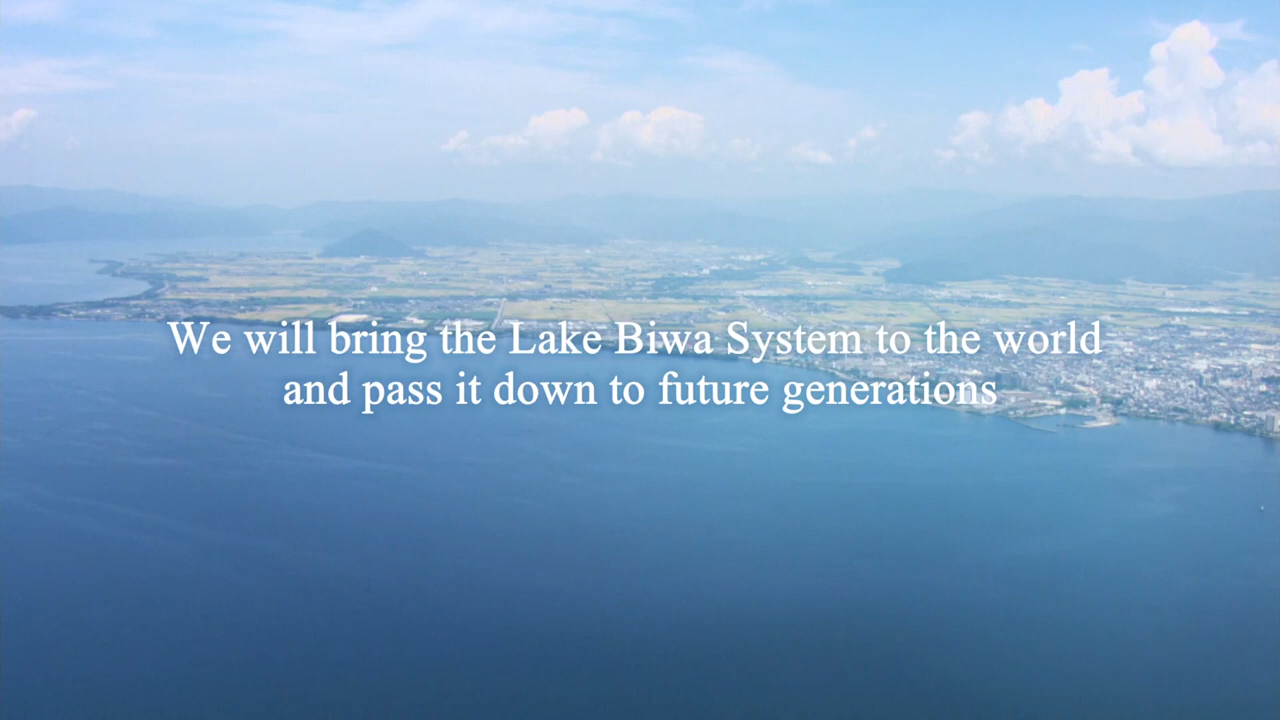 We will bring the Lake Biwa System to the world
and pass it down to future generations